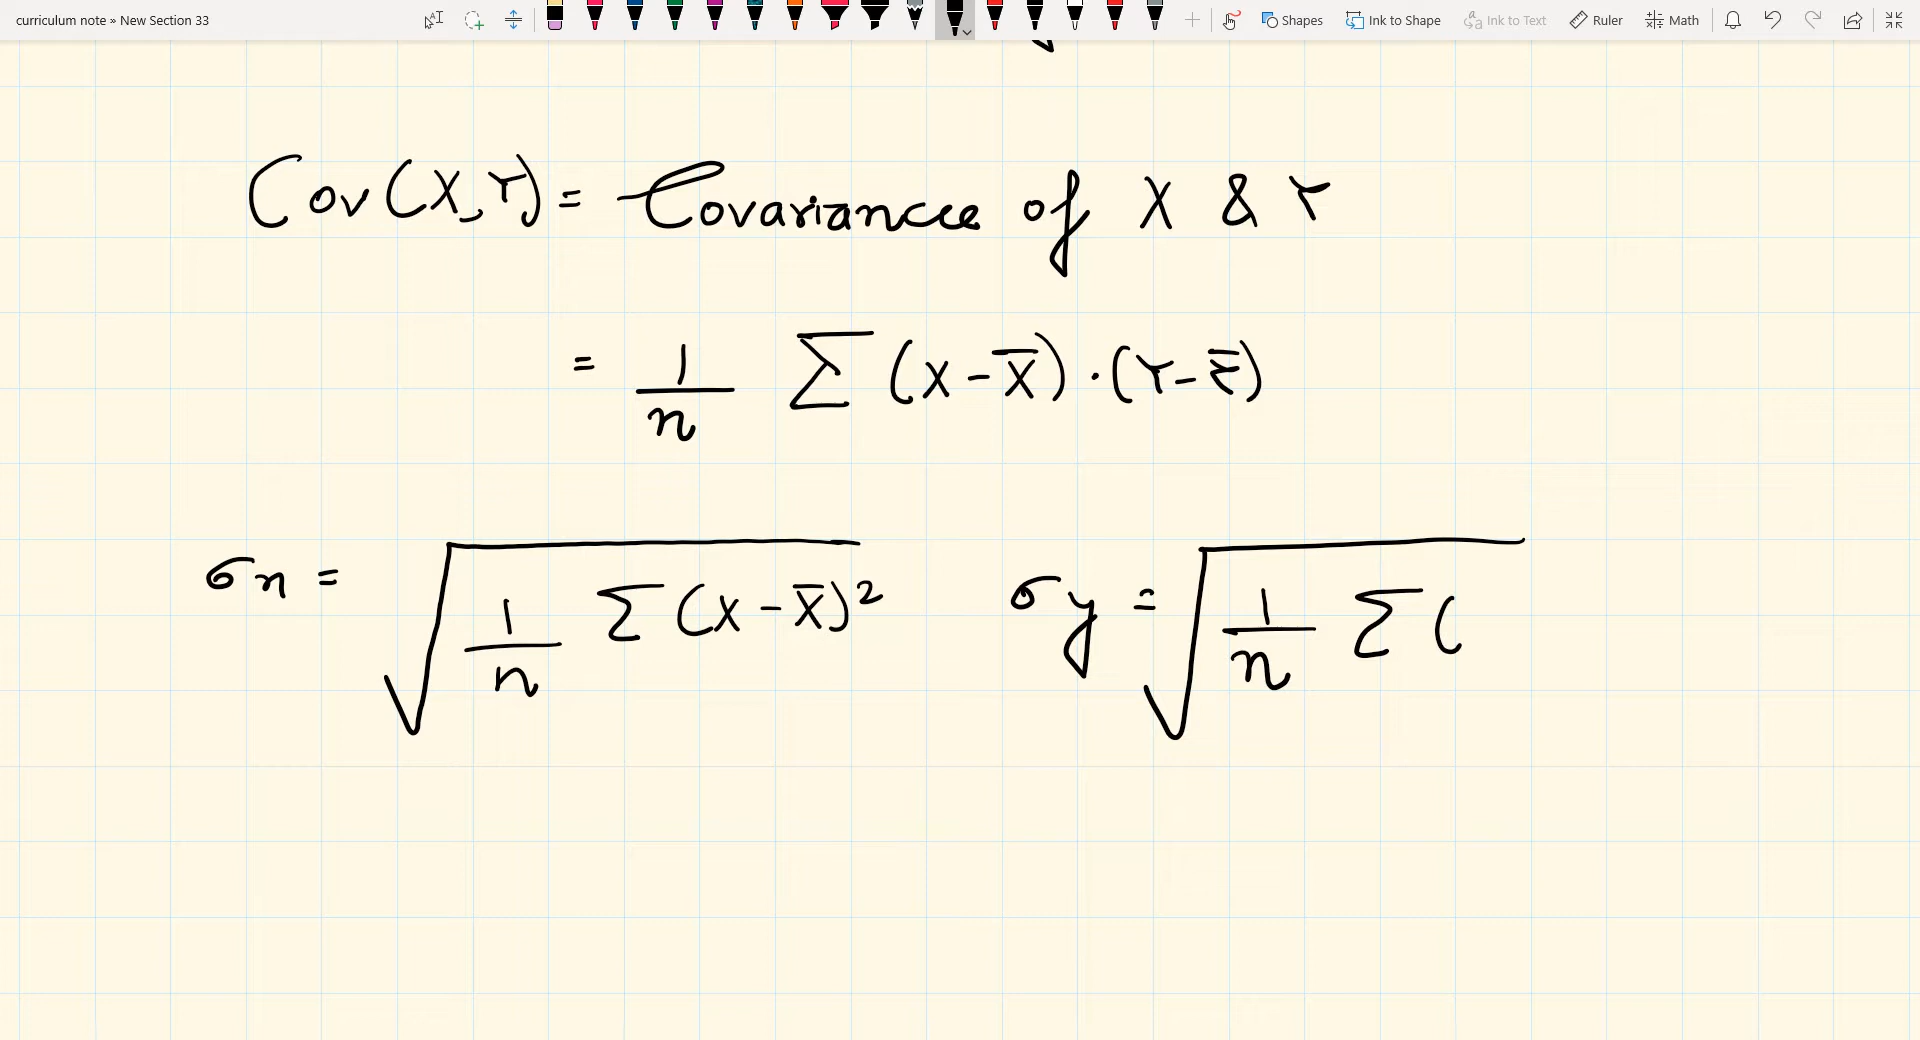 curriculum note » New Section 33 Shapes Ink to Shape Ink to Text Ruler Math
Cov(X,Y) = Covariance of X & Y
= 1/n Σ (X - X̄) · (Y - Ȳ)
σx = √(1/n Σ (X - X̄)²) σy = √(1/n Σ (